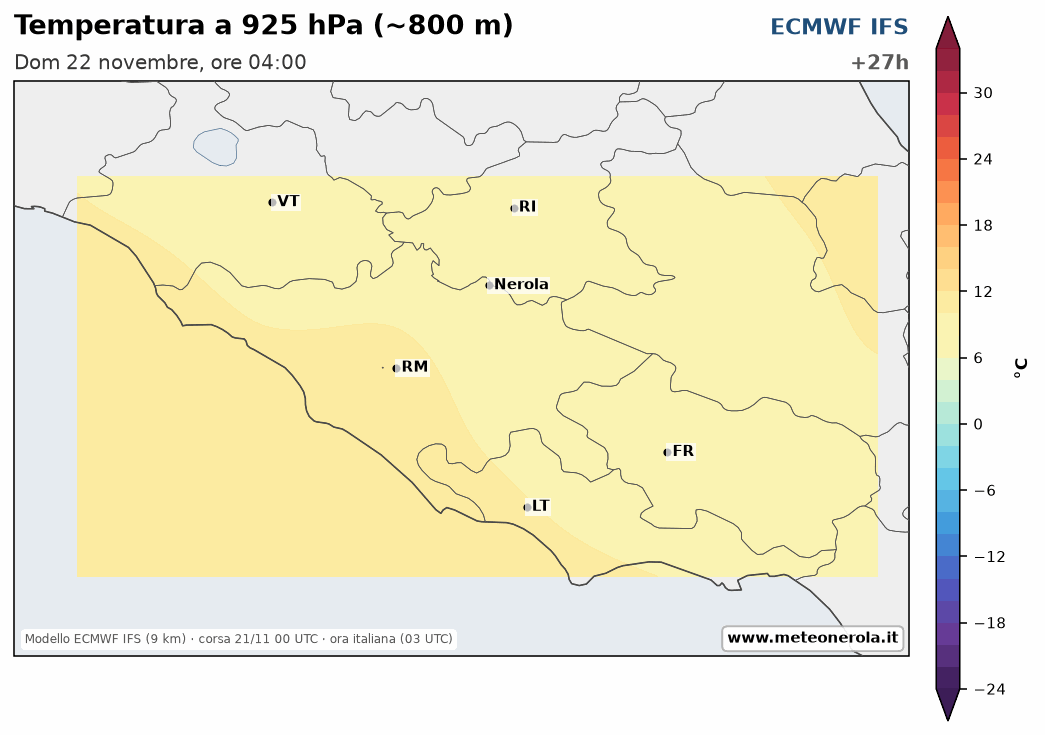 Temperatura a 925 hPa (~800 m)
ECMWF IFS
Dom 22 novembre, ore 04:00
+27h
VT
RI
Nerola
RM
FR
LT
30
24
18
12
6
0
−6
−12
−18
−24
°C
Modello ECMWF IFS (9 km) · corsa 21/11 00 UTC · ora italiana (03 UTC)
www.meteonerola.it